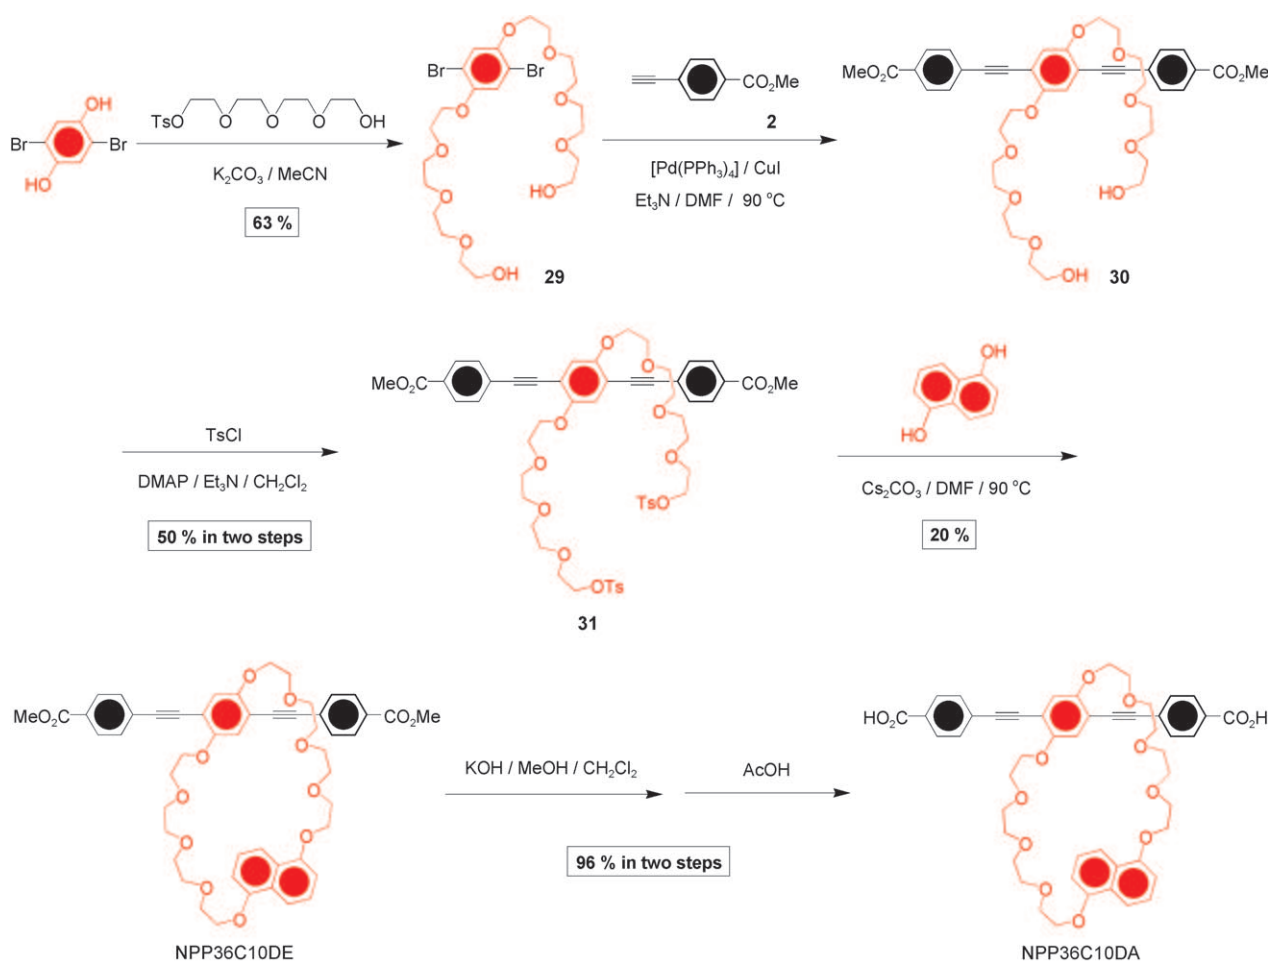 OH
Br
Br
HO
TsO
O
O
O
OH
K₂CO₃ / MeCN
63 %
O
O
Br
Br
O
O
O
O
O
O
HO
O
OH
29
CO₂Me
2
[Pd(PPh₃)₄] / CuI
Et₃N / DMF / 90 °C
O
O
MeO₂C
CO₂Me
O
O
O
O
O
HO
O
O
OH
30
TsCl
DMAP / Et₃N / CH₂Cl₂
50 % in two steps
O
O
MeO₂C
CO₂Me
O
O
O
O
O
TsO
O
OTs
31
OH
HO
Cs₂CO₃ / DMF / 90 °C
20 %
O
O
MeO₂C
CO₂Me
O
O
O
O
O
O
O
NPP36C10DE
KOH / MeOH / CH₂Cl₂
AcOH
96 % in two steps
O
O
HO₂C
CO₂H
O
O
O
O
O
O
O
NPP36C10DA